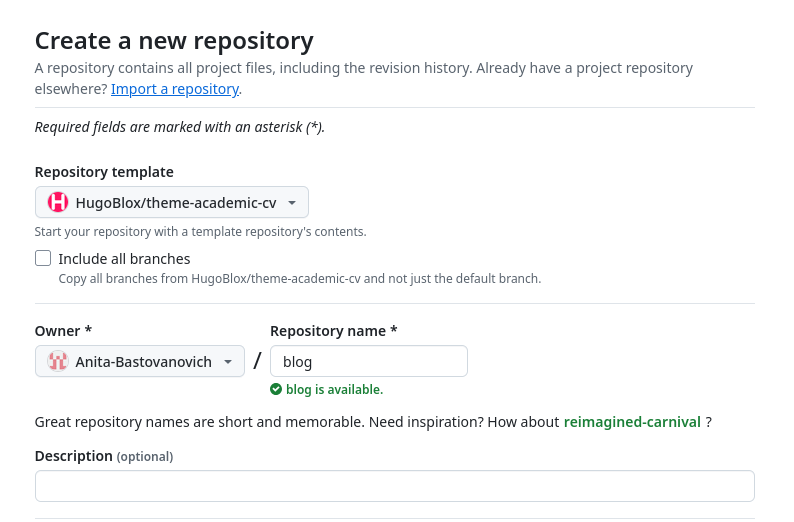 Create a new repository
A repository contains all project files, including the revision history. Already have a project repository
elsewhere? Import a repository.
Required fields are marked with an asterisk (*).
Repository template
HugoBlox/theme-academic-cv
Start your repository with a template repository's contents.
Include all branches
Copy all branches from HugoBlox/theme-academic-cv and not just the default branch.
Owner * Repository name *
Anita-Bastovanovich / blog
blog is available.
Great repository names are short and memorable. Need inspiration? How about reimagined-carnival ?
Description (optional)